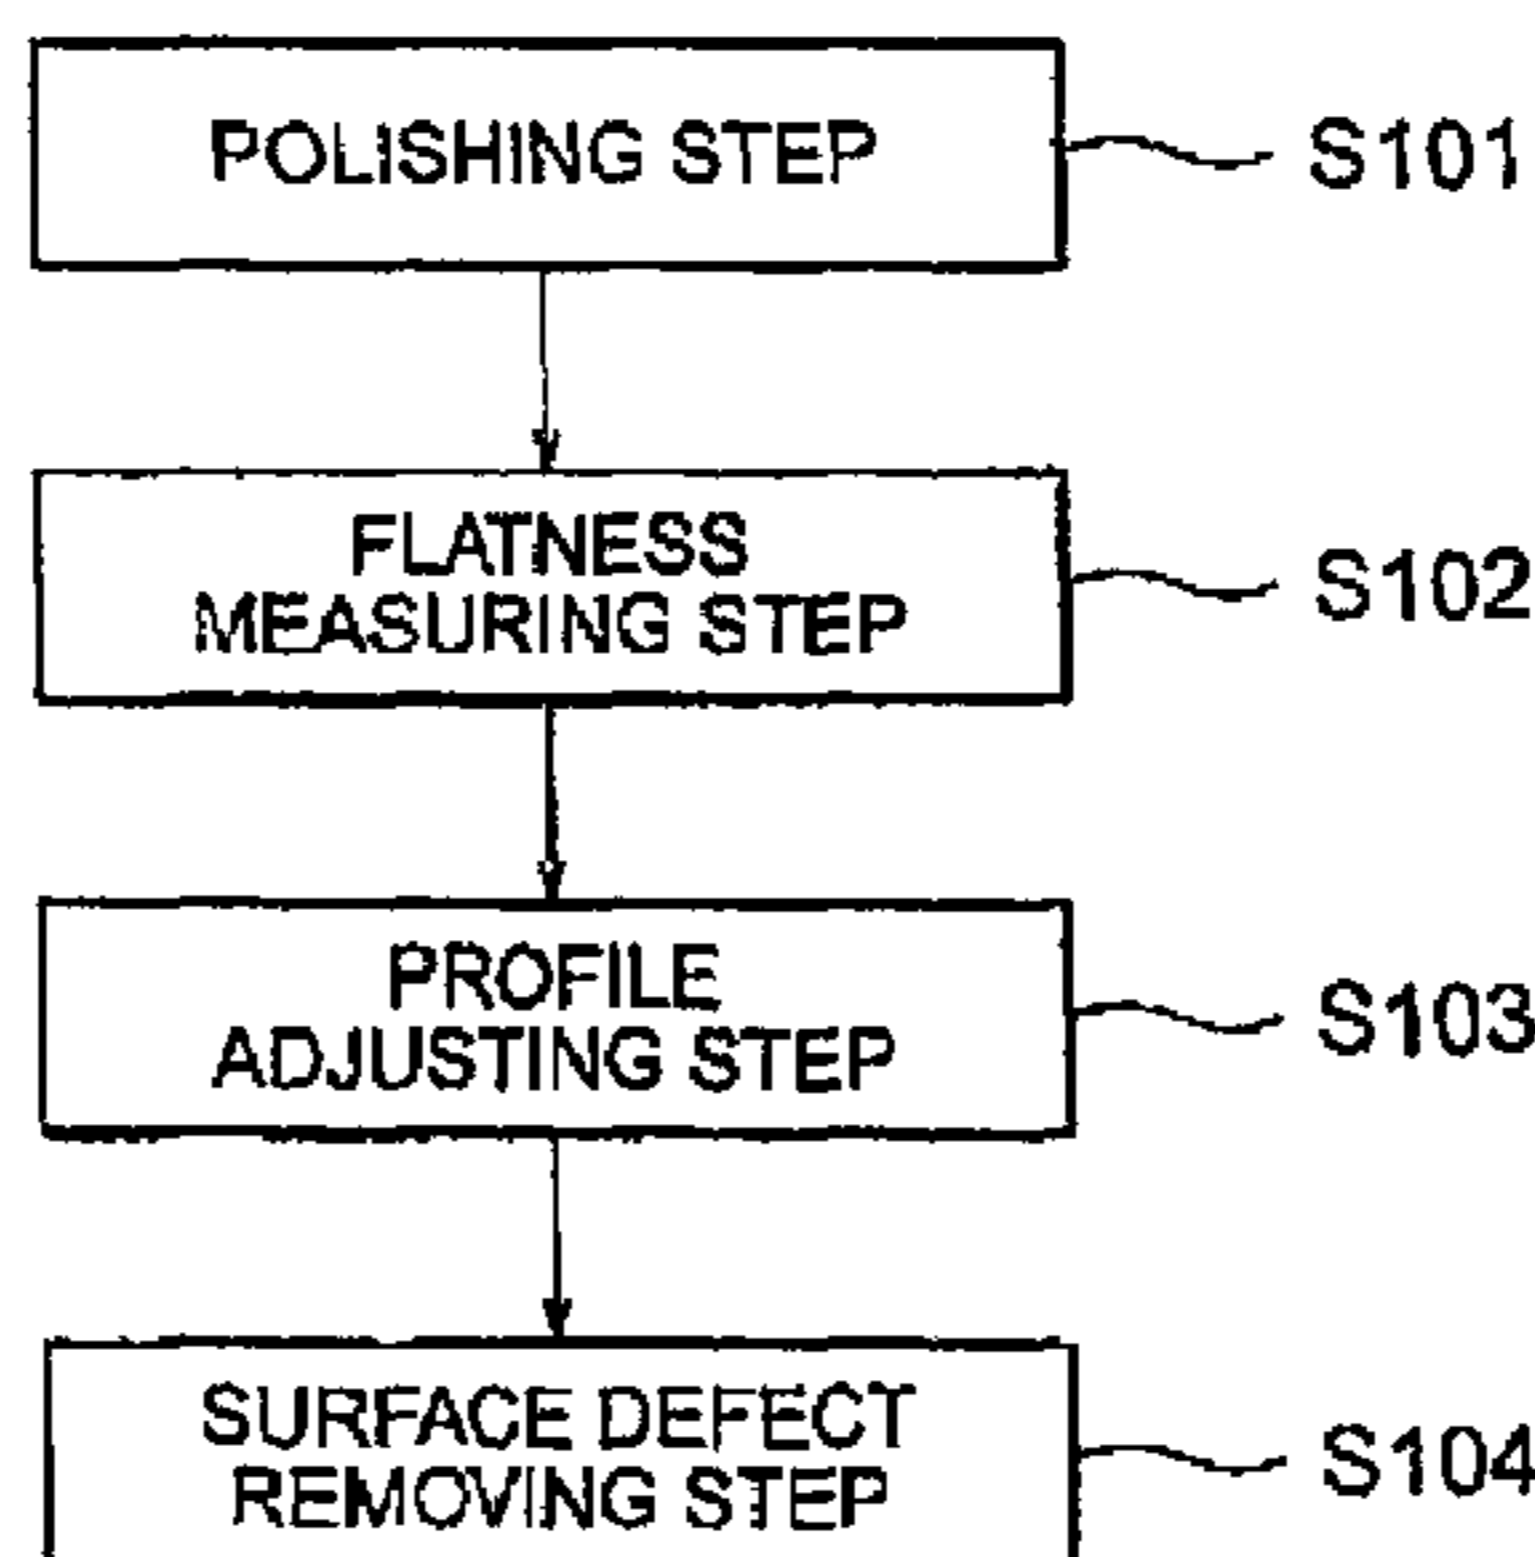 POLISHING STEP
S101
FLATNESS
MEASURING STEP
S102
PROFILE
ADJUSTING STEP
S103
SURFACE DEFECT
REMOVING STEP
S104